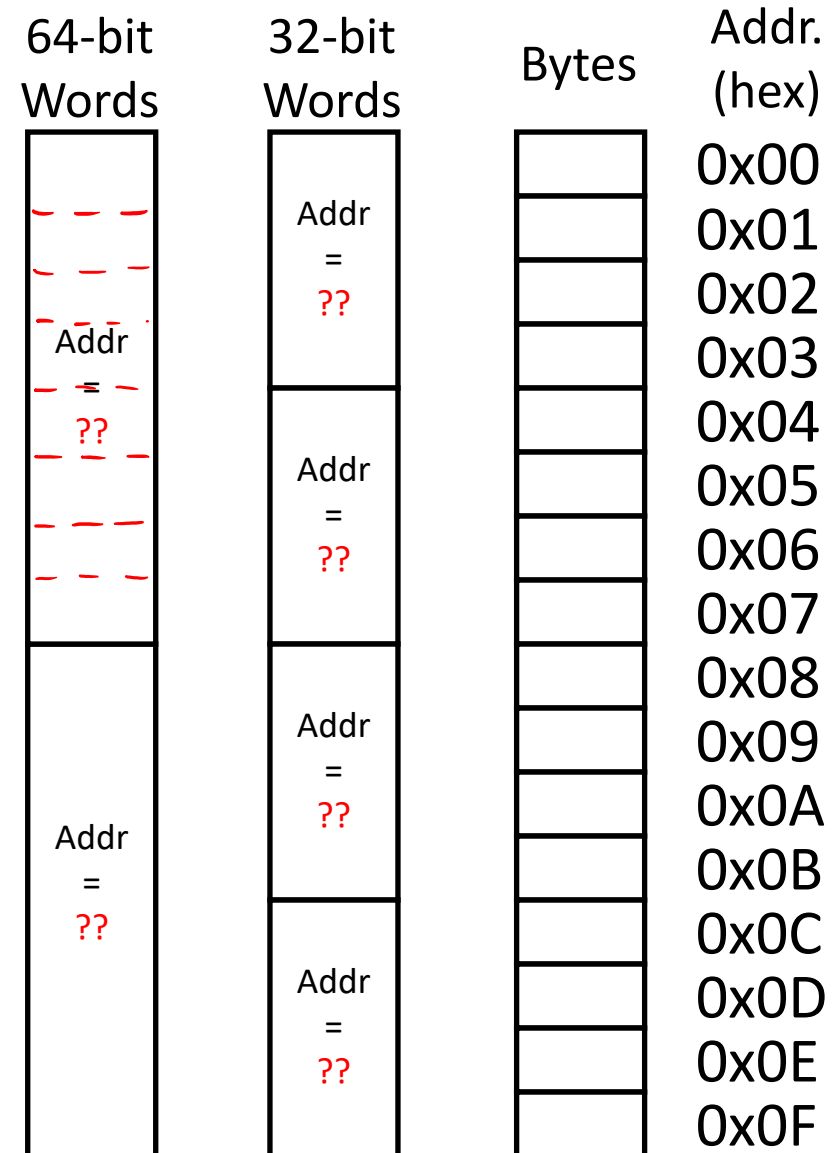 64-bit
Words
32-bit
Words
Bytes
Addr.
(hex)
Addr
=
??
Addr
=
??
Addr
=
??
Addr
=
??
Addr
=
??
Addr
=
??
0x00
0x01
0x02
0x03
0x04
0x05
0x06
0x07
0x08
0x09
0x0A
0x0B
0x0C
0x0D
0x0E
0x0F